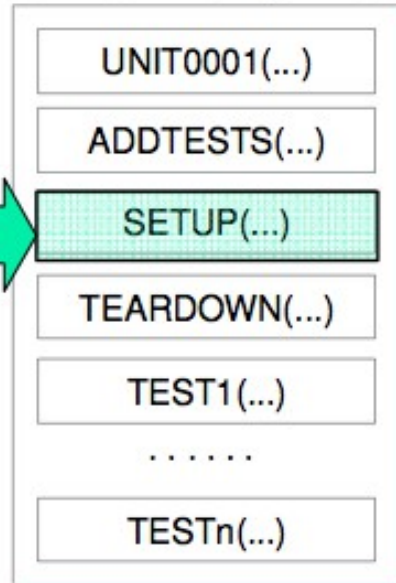 UNIT0001(...)
ADDTESTS(...)
SETUP(...)
TEARDOWN(...)
TEST1(...)
. . . . . .
TESTn(...)